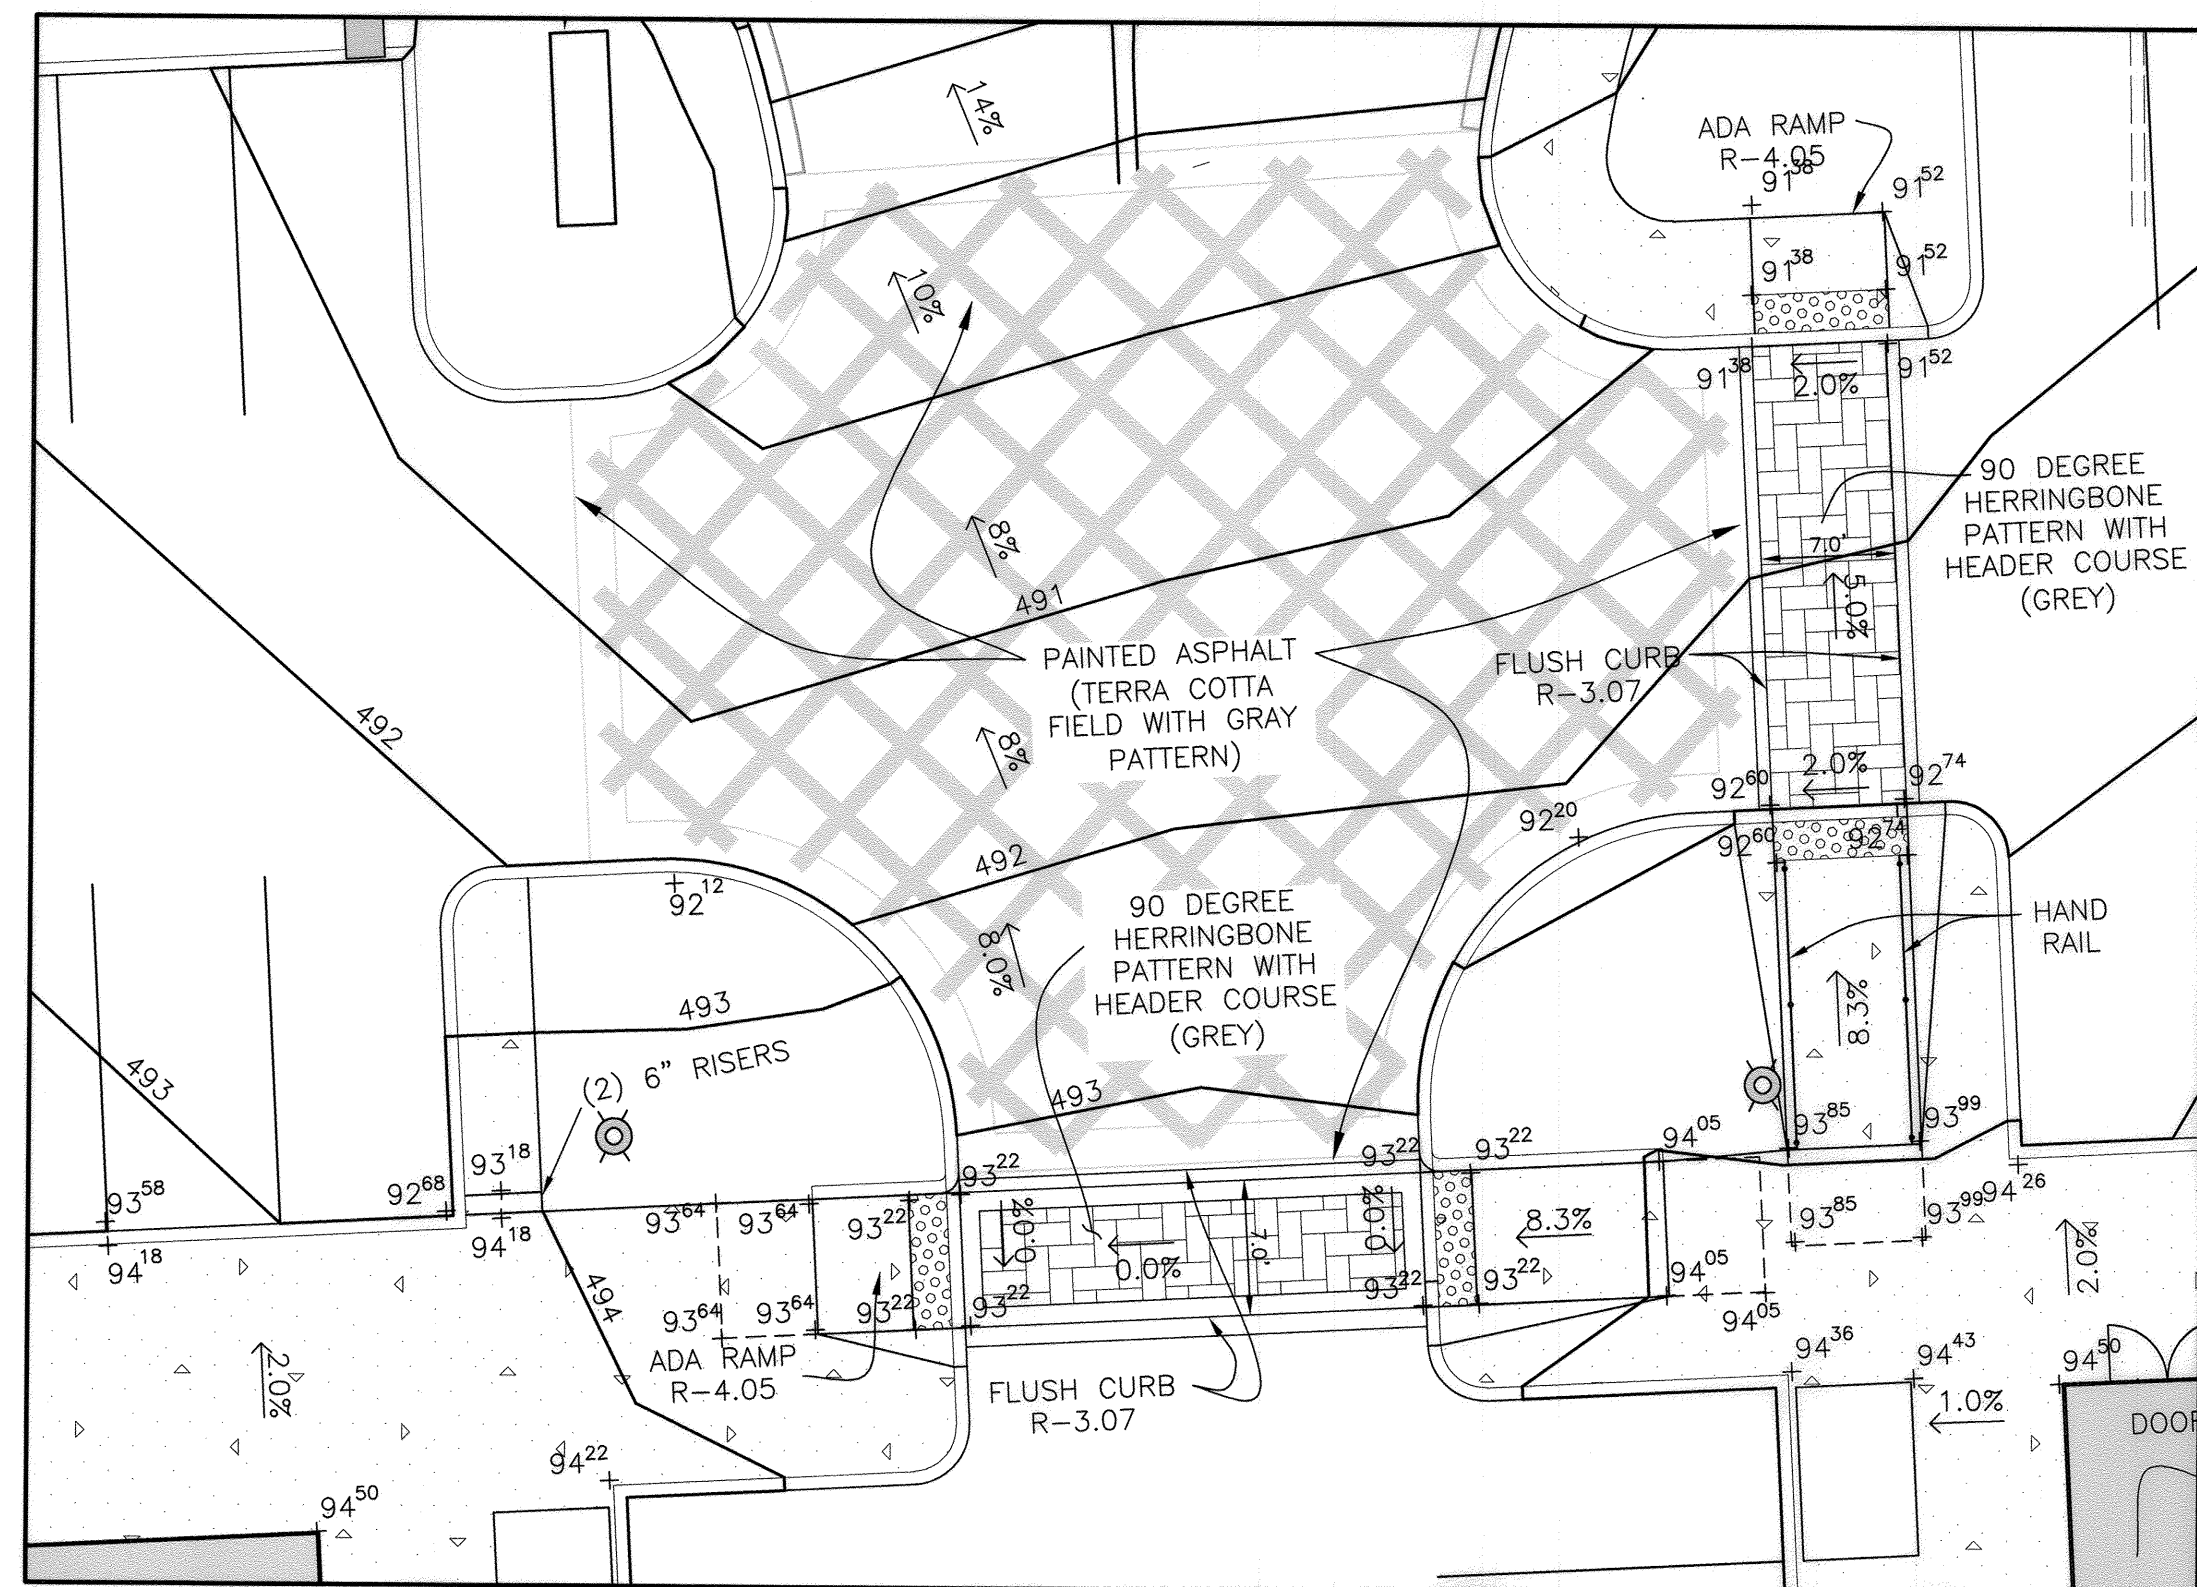 14%
ADA RAMP
R-4.05
91³⁸
91⁵²
91³⁸
91⁵²
10%
91³⁸
91⁵²
2.0%
90 DEGREE
HERRINGBONE
PATTERN WITH
HEADER COURSE
(GREY)
7.0'
8%
491
5.0%
PAINTED ASPHALT
(TERRA COTTA
FIELD WITH GRAY
PATTERN)
FLUSH CURB
R-3.07
492
8%
2.0%
92⁶⁰
92⁷⁴
92²⁰
92⁶⁰
92⁷⁴
492
92¹²
90 DEGREE
HERRINGBONE
PATTERN WITH
HEADER COURSE
(GREY)
HAND
RAIL
8.0%
493
8.3%
(2) 6" RISERS
493
493
93⁸⁵
93⁹⁹
94⁰⁵
93²²
93²²
93¹⁸
93²²
93⁵⁸
92⁶⁸
93⁶⁴
93⁶⁴
93²²
0.0%
0.0%
8.3%
93⁸⁵
93⁹⁹
94²⁶
94¹⁸
94¹⁸
0.0%
7.0'
2.0%
494
93²²
93²²
93²²
94⁰⁵
93⁶⁴
93⁶⁴
93²²
94⁰⁵
ADA RAMP
R-4.05
FLUSH CURB
R-3.07
94³⁶
94⁴³
94⁵⁰
2.0%
1.0%
DOOR
94²²
94⁵⁰